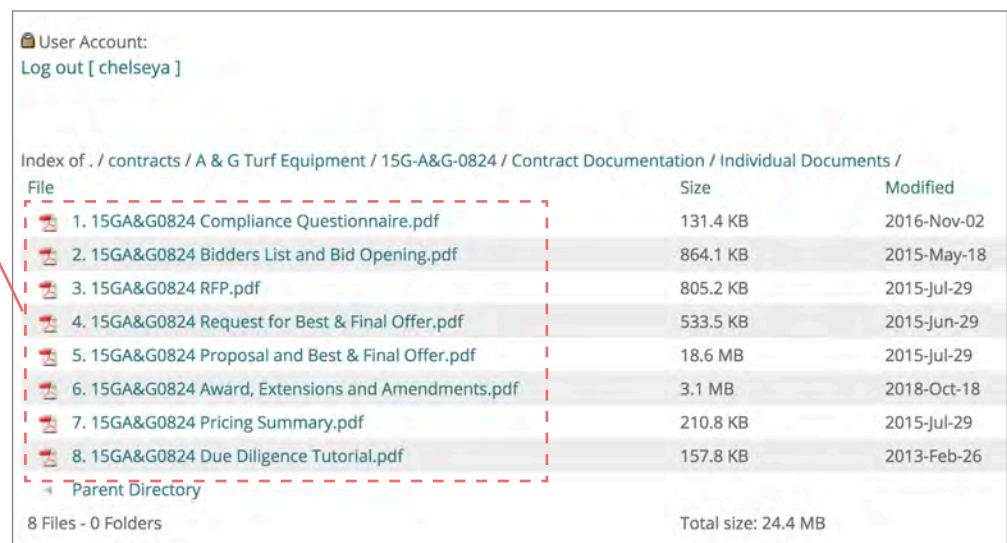 User Account:
Log out [ chelseya ]
Index of . / contracts / A & G Turf Equipment / 15G-A&G-0824 / Contract Documentation / Individual Documents /
File Size Modified
1. 15GA&G0824 Compliance Questionnaire.pdf 131.4 KB 2016-Nov-02
2. 15GA&G0824 Bidders List and Bid Opening.pdf 864.1 KB 2015-May-18
3. 15GA&G0824 RFP.pdf 805.2 KB 2015-Jul-29
4. 15GA&G0824 Request for Best & Final Offer.pdf 533.5 KB 2015-Jun-29
5. 15GA&G0824 Proposal and Best & Final Offer.pdf 18.6 MB 2015-Jul-29
6. 15GA&G0824 Award, Extensions and Amendments.pdf 3.1 MB 2018-Oct-18
7. 15GA&G0824 Pricing Summary.pdf 210.8 KB 2015-Jul-29
8. 15GA&G0824 Due Diligence Tutorial.pdf 157.8 KB 2013-Feb-26
Parent Directory
8 Files - 0 Folders Total size: 24.4 MB